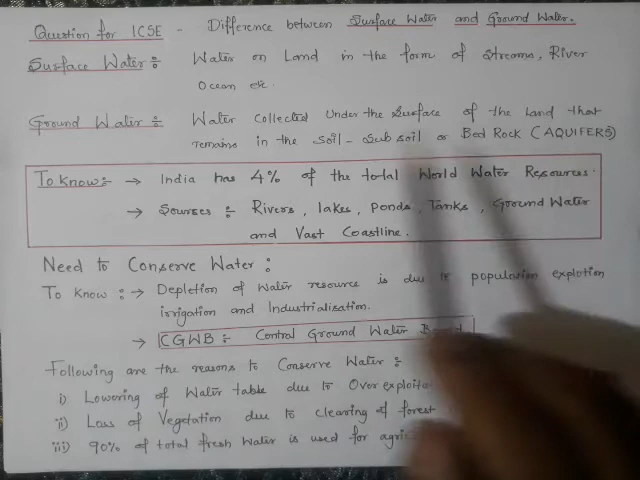 Question for ICSE - Difference between Surface Water and Ground Water.
Surface Water :- Water on Land in the form of Streams, River
Ocean etc.
Ground Water :- Water collected under the Surface of the land that
remains in the soil - Sub soil or Bed Rock (AQUIFERS)
To know :- → India has 4% of the total World Water Resources.
→ Sourses :- Rivers, lakes, Ponds, Tanks, Ground Water
and Vast Coastline.
Need to Conserve Water :
To know :- → Depletion of water resource is due to population explotion
irrigation and Industrialisation.
→ CGWB :- Central Ground Water Board
Following are the reasons to Conserve Water :-
i) Lowering of Water table due to Over exploita
ii) Loss of Vegetation due to clearing of forest
iii) 90% of total fresh Water is used for agric